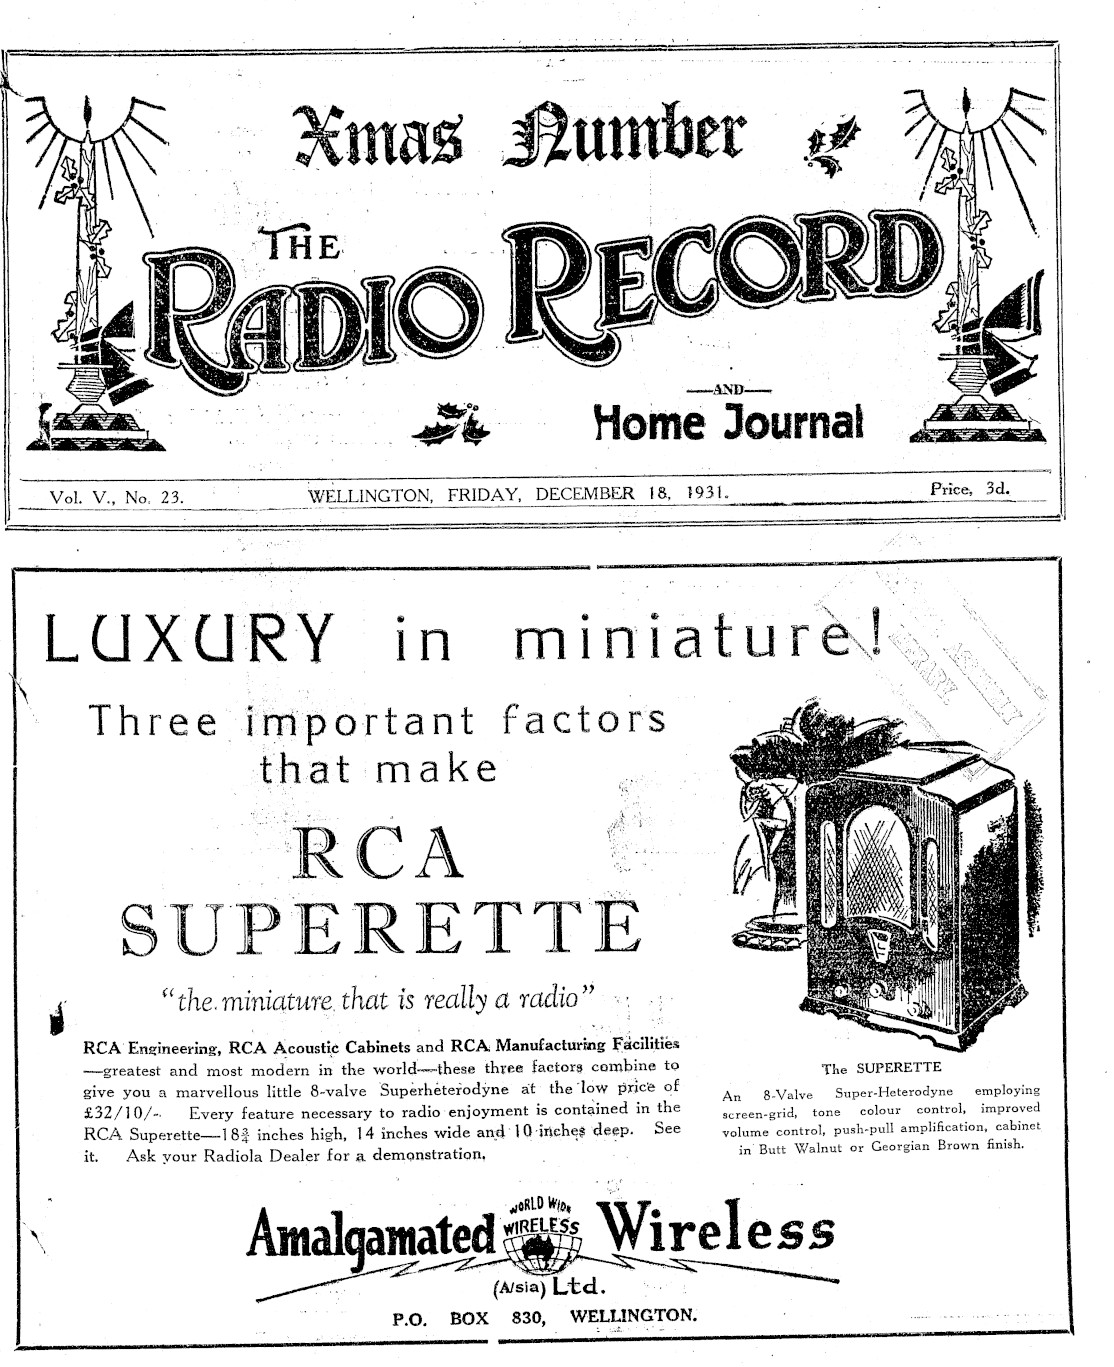 Xmas Number
THE
RADIO RECORD
—AND—
Home Journal
Vol. V., No. 23.
WELLINGTON, FRIDAY, DECEMBER 18, 1931.
Price, 3d.
LUXURY in miniature!
LIBRARY
ASSEMBLY
Three important factors
that make
RCA
SUPERETTE
"the miniature that is really a radio"
RCA Engineering, RCA Acoustic Cabinets and RCA Manufacturing Facilities
—greatest and most modern in the world—these three factors combine to
give you a marvellous little 8-valve Superheterodyne at the low price of
£32/10/-. Every feature necessary to radio enjoyment is contained in the
RCA Superette—18¾ inches high, 14 inches wide and 10 inches deep. See
it. Ask your Radiola Dealer for a demonstration,
The SUPERETTE
An 8-Valve Super-Heterodyne employing
screen-grid, tone colour control, improved
volume control, push-pull amplification, cabinet
in Butt Walnut or Georgian Brown finish.
Amalgamated Wireless
WORLD WIDE
WIRELESS
(A/sia) Ltd.
P.O. BOX 830, WELLINGTON.